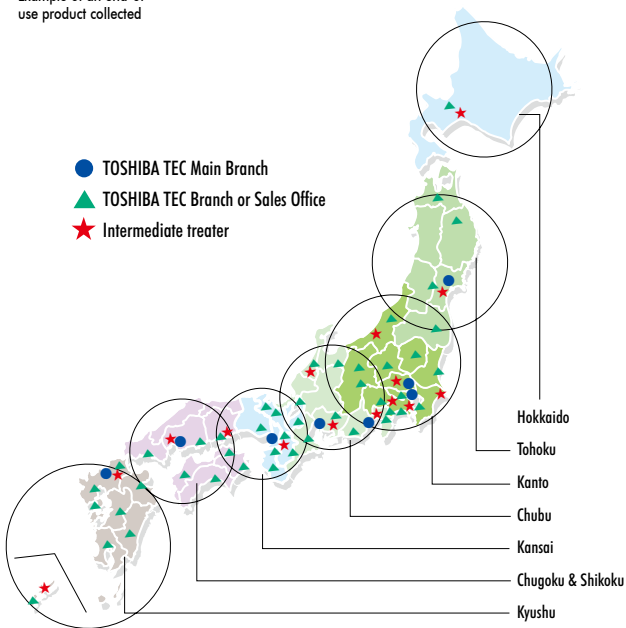 use product collected
TOSHIBA TEC Main Branch
TOSHIBA TEC Branch or Sales Office
Intermediate treater
Hokkaido
Tohoku
Kanto
Chubu
Kansai
Chugoku & Shikoku
Kyushu